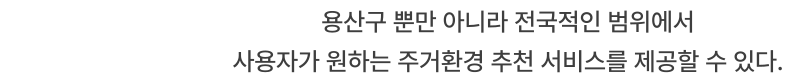 용산구 뿐만 아니라 전국적인 범위에서
사용자가 원하는 주거환경 추천 서비스를 제공할 수 있다.